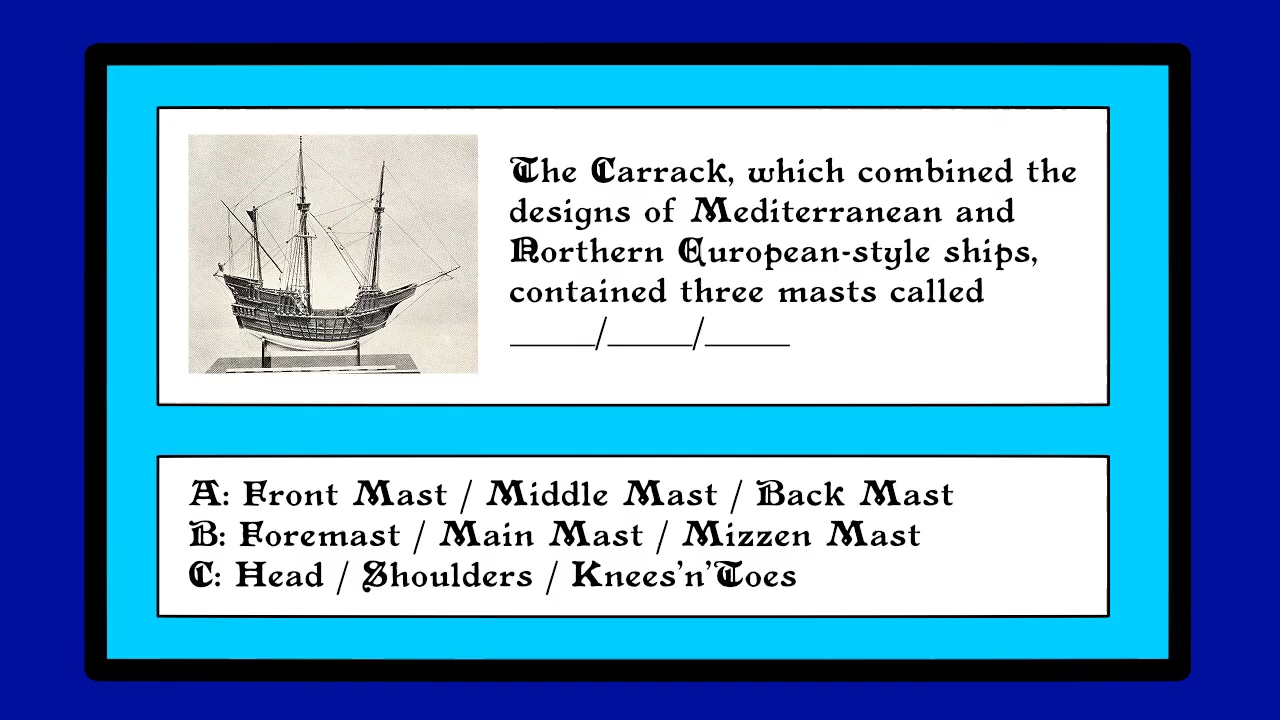 The Carrack, which combined the
designs of Mediterranean and
Northern European-style ships,
contained three masts called
_____/_____/_____
A: Front Mast / Middle Mast / Back Mast
B: Foremast / Main Mast / Mizzen Mast
C: Head / Shoulders / Knees'n'Toes